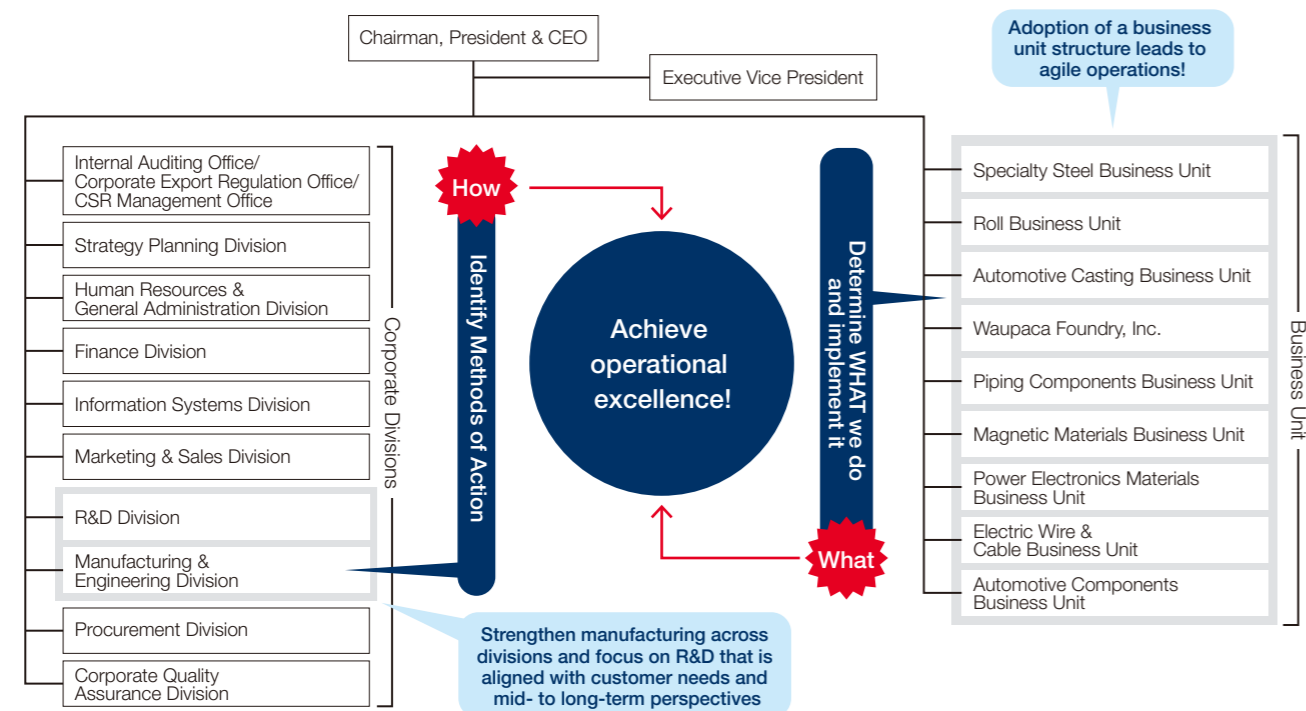 Chairman, President & CEO
Executive Vice President
Adoption of a business
unit structure leads to
agile operations!
Internal Auditing Office/
Corporate Export Regulation Office/
CSR Management Office
Strategy Planning Division
Human Resources &
General Administration Division
Finance Division
Information Systems Division
Marketing & Sales Division
R&D Division
Manufacturing &
Engineering Division
Procurement Division
Corporate Quality
Assurance Division
Corporate Divisions
How
Identify Methods of Action
Achieve
operational
excellence!
Determine WHAT we do
and implement it
What
Strengthen manufacturing across
divisions and focus on R&D that is
aligned with customer needs and
mid- to long-term perspectives
Specialty Steel Business Unit
Roll Business Unit
Automotive Casting Business Unit
Waupaca Foundry, Inc.
Piping Components Business Unit
Magnetic Materials Business Unit
Power Electronics Materials
Business Unit
Electric Wire &
Cable Business Unit
Automotive Components
Business Unit
Business Unit